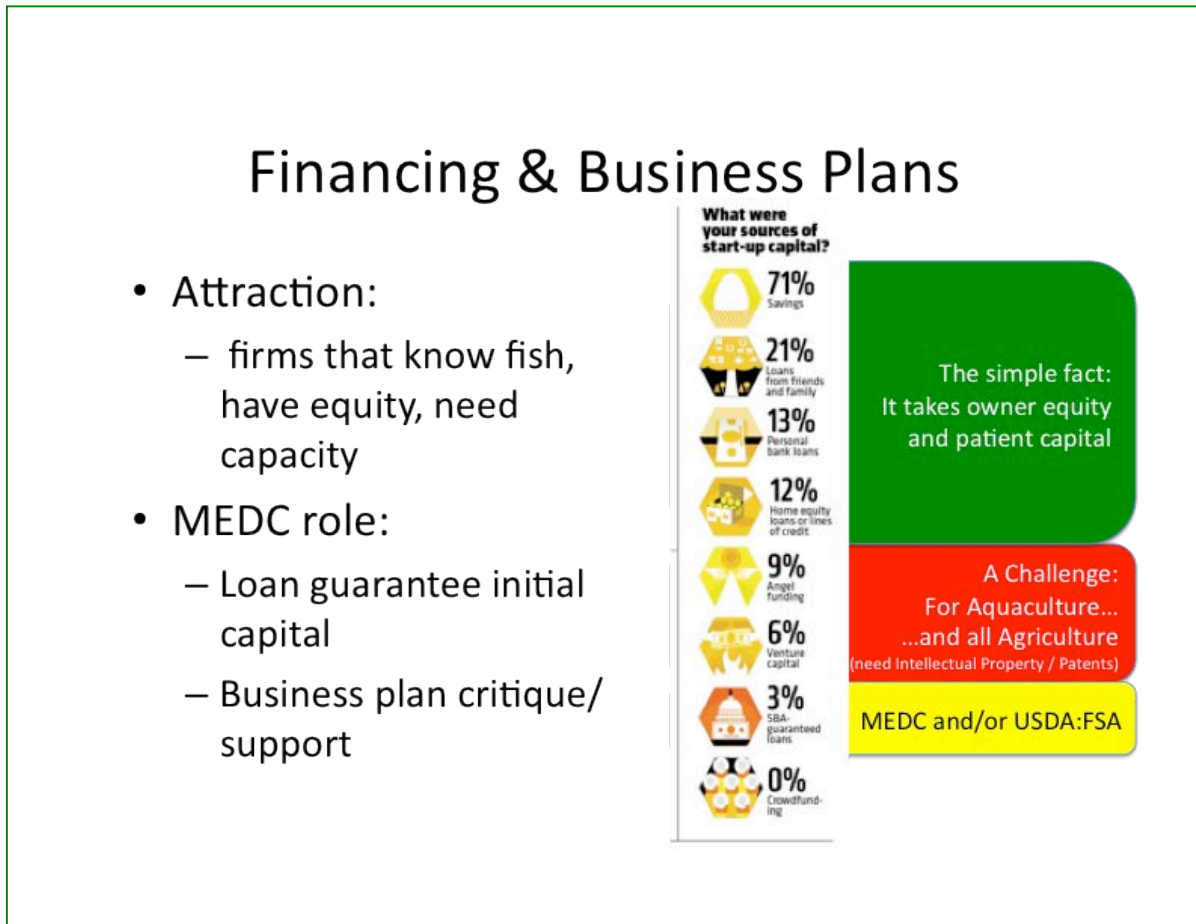 Financing & Business Plans
• Attraction:
– firms that know fish,
have equity, need
capacity
• MEDC role:
– Loan guarantee initial
capital
– Business plan critique/
support
What were
your sources of
start-up capital?
71%
Savings
21%
Loans
from friends
and family
13%
Personal
bank loans
12%
Home equity
loans or lines
of credit
9%
Angel
funding
6%
Venture
capital
3%
SBA-
guaranteed
loans
0%
Crowdfund-
ing
The simple fact:
It takes owner equity
and patient capital
A Challenge:
For Aquaculture...
...and all Agriculture
(need Intellectual Property / Patents)
MEDC and/or USDA:FSA